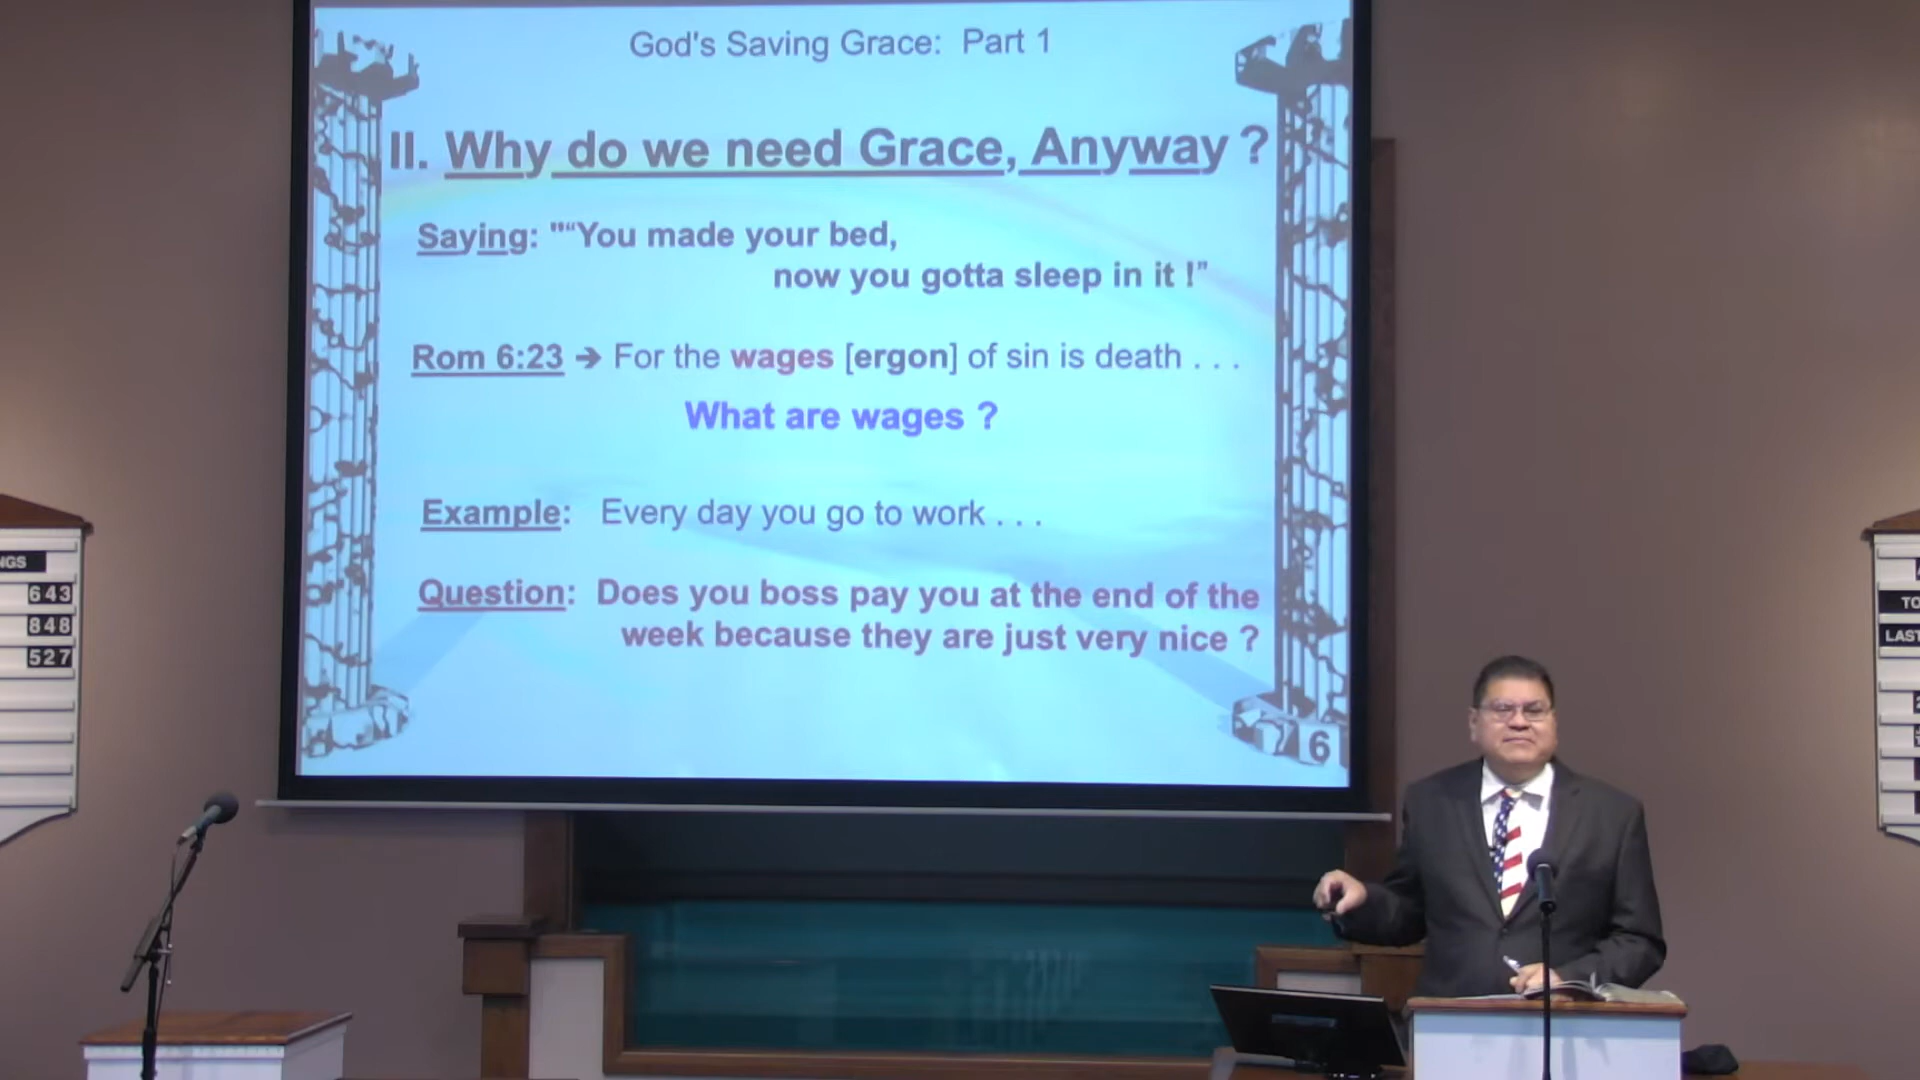 God's Saving Grace: Part 1
II. Why do we need Grace, Anyway ?
Saying: "“You made your bed,
now you gotta sleep in it !”
Rom 6:23 → For the wages [ergon] of sin is death . . .
What are wages ?
Example: Every day you go to work . . .
Question: Does you boss pay you at the end of the
week because they are just very nice ?
6
NGS
643
848
527
TO
LAST